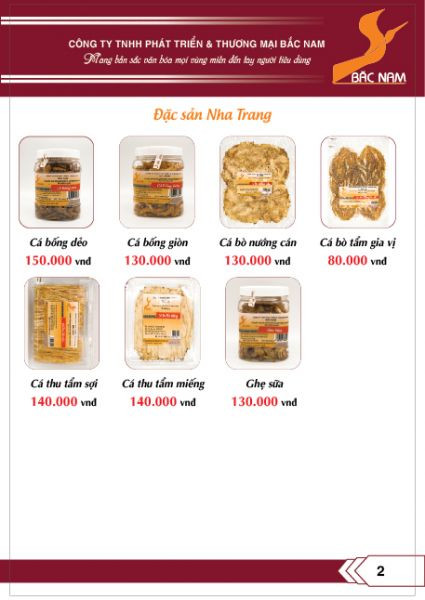 CÔNG TY TNHH PHÁT TRIỂN & THƯƠNG MẠI BẮC NAM
Mang bản sắc văn hóa mọi vùng miền đến tay người tiêu dùng
BẮC NAM
Đặc sản Nha Trang
Cá bống dẻo
150.000 vnđ
Cá bống giòn
130.000 vnđ
Cá bò nướng cán
130.000 vnđ
Cá bò tẩm gia vị
80.000 vnđ
Cá thu tẩm sợi
140.000 vnđ
Cá thu tẩm miếng
140.000 vnđ
Ghẹ sữa
130.000 vnđ
2